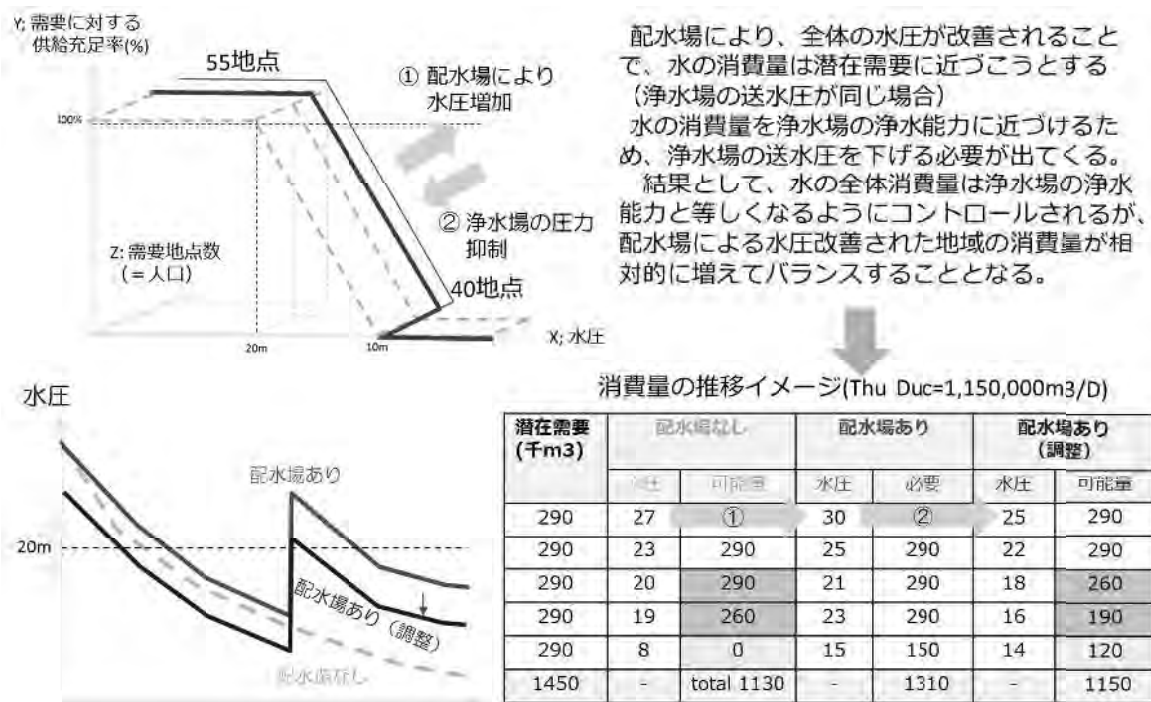 Y; 需要に対する
供給充足率(%)
55地点
① 配水場により
水圧増加
100%
② 浄水場の圧力
抑制
Z: 需要地点数
(=人口)
40地点
X; 水圧
20m
10m
配水場により、全体の水圧が改善されること
で、水の消費量は潜在需要に近づこうとする
(浄水場の送水圧が同じ場合)
水の消費量を浄水場の浄水能力に近づけるた
め、浄水場の送水圧を下げる必要が出てくる。
結果として、水の全体消費量は浄水場の浄水
能力と等しくなるようにコントロールされるが、
配水場による水圧改善された地域の消費量が相
対的に増えてバランスすることとなる。
水圧
配水場あり
20m
配水場あり(調整)
配水場なし
消費量の推移イメージ(Thu Duc=1,150,000m3/D)
潜在需要 配水場なし 配水場あり 配水場あり
(千m3) (調整)
水圧 可能量 水圧 必要 水圧 可能量
290 27 ① 30 ② 25 290
290 23 290 25 290 22 290
290 20 290 21 290 18 260
290 19 260 23 290 16 190
290 8 0 15 150 14 120
1450 - total 1130 - 1310 - 1150